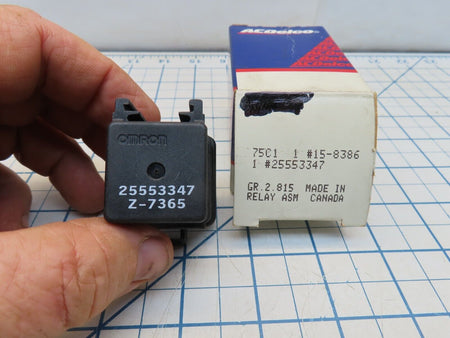 ACDelco
OMRON
25553347
Z-7365
75C1 1 #15-8386
1 #25553347
GR.2.815 MADE IN
RELAY ASM CANADA